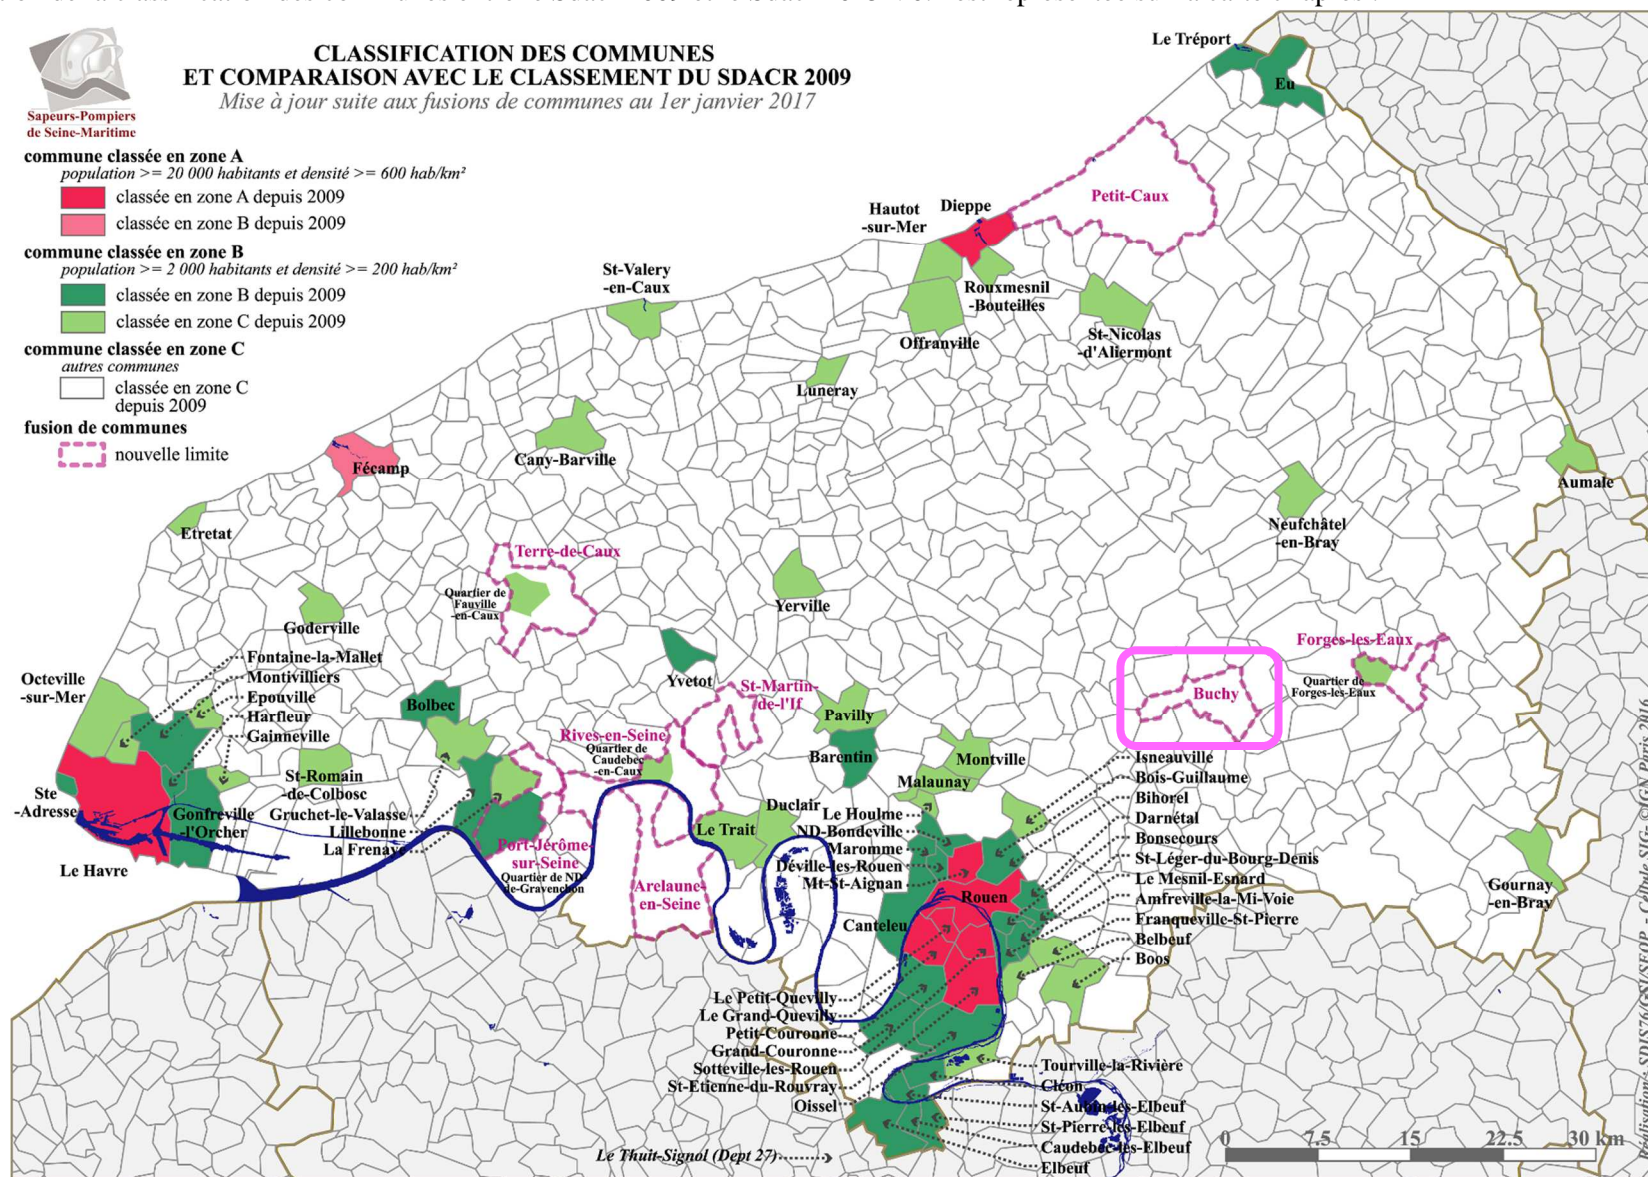 CLASSIFICATION DES COMMUNES
ET COMPARAISON AVEC LE CLASSEMENT DU SDACR 2009
Mise à jour suite aux fusions de communes au 1er janvier 2017
Sapeurs-Pompiers
de Seine-Maritime
commune classée en zone A
population >= 20 000 habitants et densité >= 600 hab/km²
classée en zone A depuis 2009
classée en zone B depuis 2009
commune classée en zone B
population >= 2 000 habitants et densité >= 200 hab/km²
classée en zone B depuis 2009
classée en zone C depuis 2009
commune classée en zone C
autres communes
classée en zone C
depuis 2009
fusion de communes
nouvelle limite
Le Tréport
Eu
Petit-Caux
Dieppe
Hautot
-sur-Mer
Rouxmesnil
-Bouteilles
St-Valery
-en-Caux
Offranville
St-Nicolas
-d'Aliermont
Luneray
Cany-Barville
Fécamp
Aumale
Neufchâtel
-en-Bray
Etretat
Terre-de-Caux
Quartier de
Fauville
-en-Caux
Yerville
Goderville
Forges-les-Eaux
Quartier de
Forges-les-Eaux
Buchy
Fontaine-la-Mallet
Montivilliers
Epouville
Harfleur
Gainneville
Octeville
-sur-Mer
Yvetot
St-Martin-
de-l'If
Bolbec
Pavilly
Rives-en-Seine
Quartier de
Caudebec
-en-Caux
Barentin
Montville
Malaunay
St-Romain
-de-Colbosc
Ste
-Adresse
Gonfreville
-l'Orcher
Le Havre
Gruchet-le-Valasse
Lillebonne
La Frenaye
Port-Jérôme-
sur-Seine
Quartier de ND
-de-Gravenchon
Arelaune-
en-Seine
Duclair
Le Trait
Le Houlme
ND-Bondeville
Maromme
Déville-les-Rouen
Mt-St-Aignan
Rouen
Canteleu
Isneauville
Bois-Guillaume
Bihorel
Darnétal
Bonsecours
St-Léger-du-Bourg-Denis
Le Mesnil-Esnard
Amfreville-la-Mi-Voie
Franqueville-St-Pierre
Belbeuf
Boos
Gournay
-en-Bray
Le Petit-Quevilly
Le Grand-Quevilly
Petit-Couronne
Grand-Couronne
Sotteville-les-Rouen
St-Etienne-du-Rouvray
Oissel
Tourville-la-Rivière
Cléon
St-Aubin-les-Elbeuf
St-Pierre-les-Elbeuf
Caudebec-les-Elbeuf
Elbeuf
Le Thuit-Signol (Dept 27)
0 7.5 15 22.5 30 km